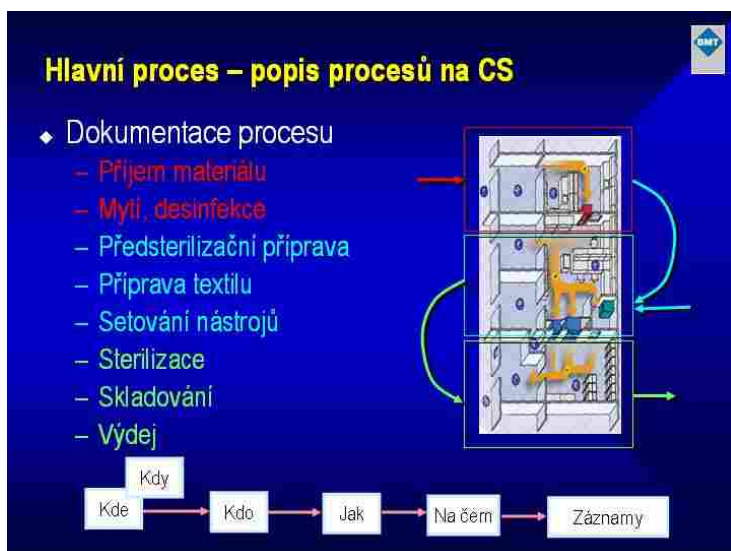 BMT
Hlavní proces – popis procesů na CS
Dokumentace procesu
– Příjem materiálu
– Mytí, desinfekce
– Předsterilizační příprava
– Příprava textilu
– Setování nástrojů
– Sterilizace
– Skladování
– Výdej
Kdy
Kde
Kdo
Jak
Na čem
Záznamy